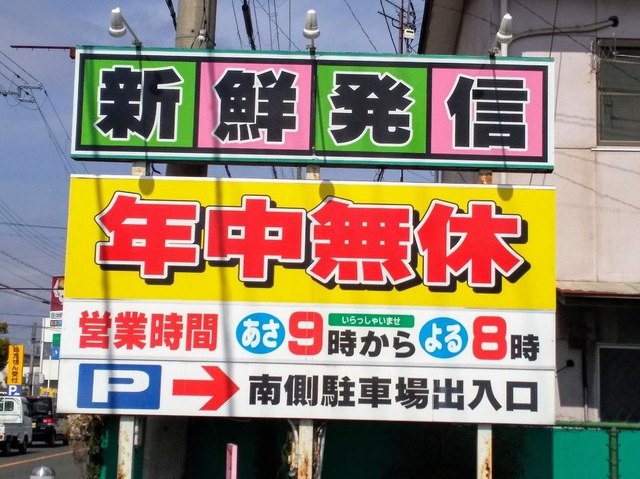 新鮮発信
年中無休
営業時間 あさ9時から よる8時
いらっしゃいませ
P → 南側駐車場出入口
P